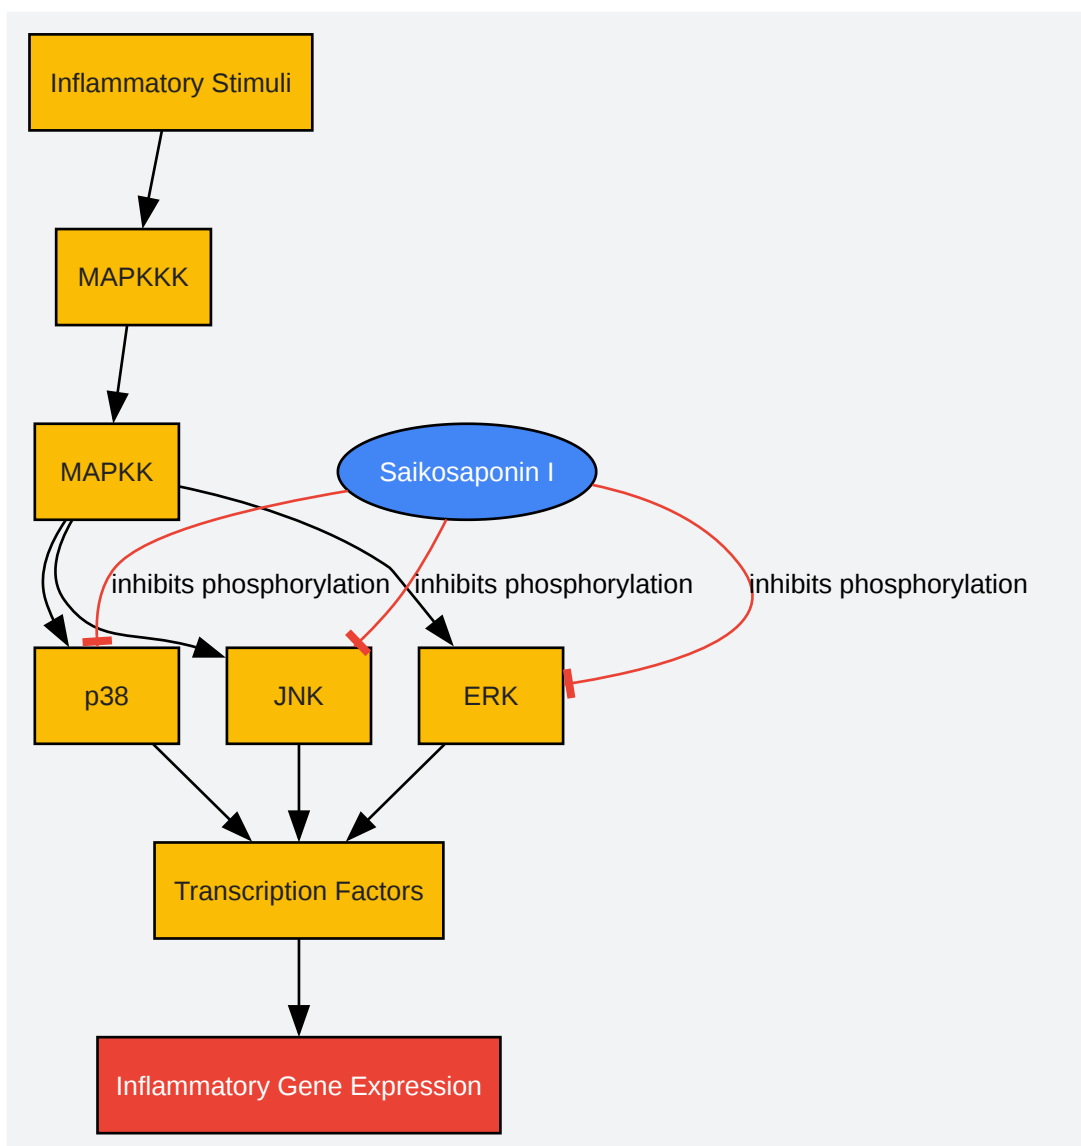 Inflammatory Stimuli
MAPKKK
MAPKK
Saikosaponin I
inhibits phosphorylation
inhibits phosphorylation
inhibits phosphorylation
p38
JNK
ERK
Transcription Factors
Inflammatory Gene Expression